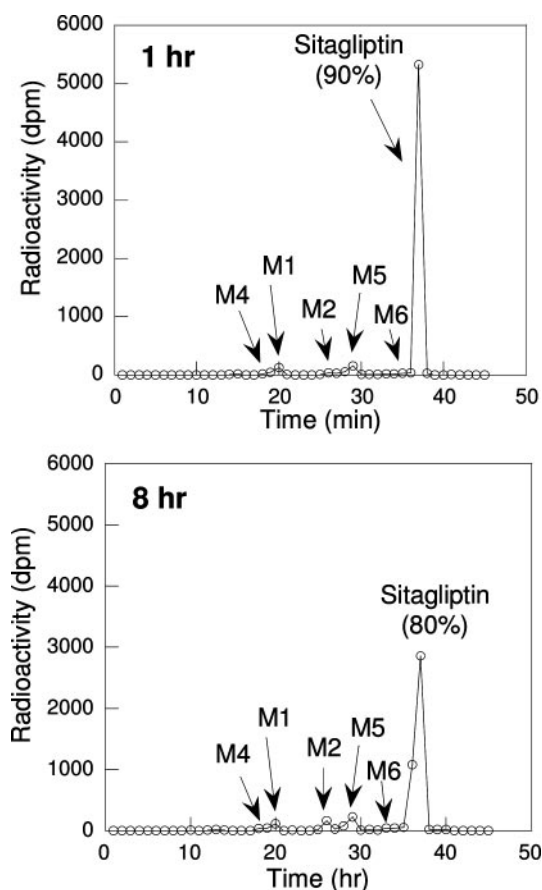 1 hr
Sitagliptin
(90%)
M4
M1
M2
M5
M6
Radioactivity (dpm)
6000
5000
4000
3000
2000
1000
0
0 10 20 30 40 50
Time (min)
8 hr
Sitagliptin
(80%)
M4
M1
M2
M5
M6
Radioactivity (dpm)
6000
5000
4000
3000
2000
1000
0
0 10 20 30 40 50
Time (hr)